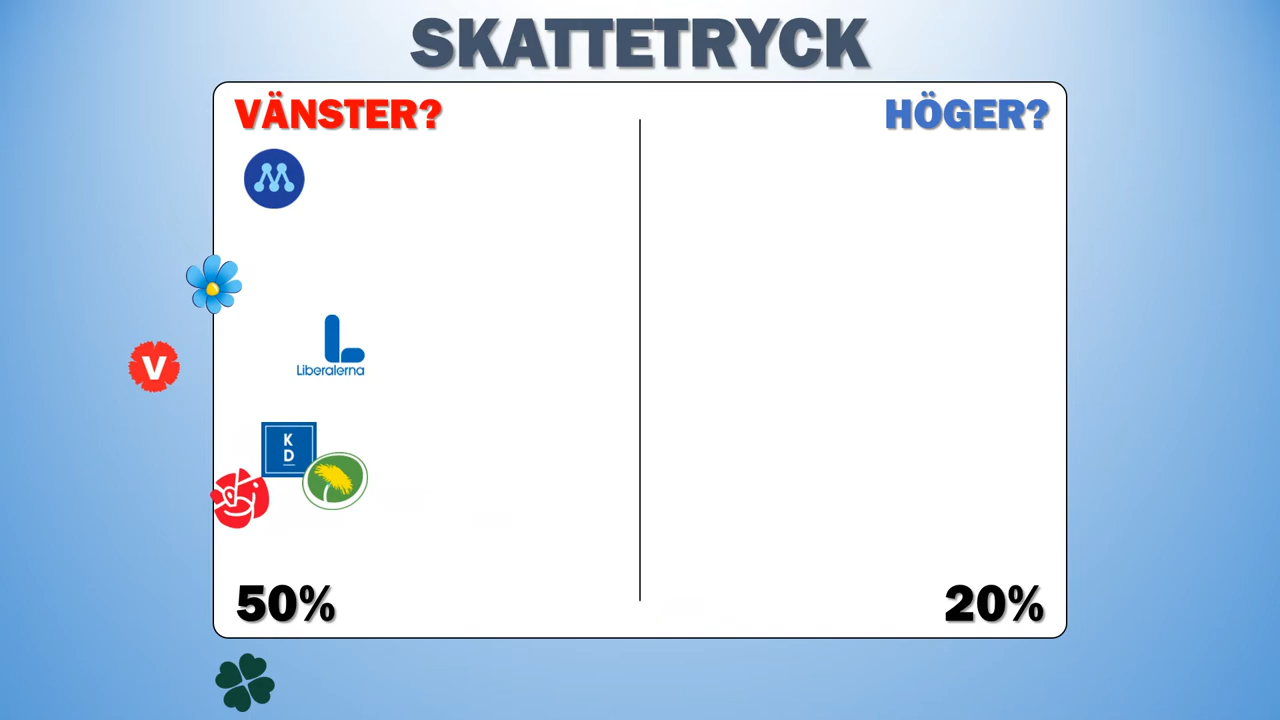 SKATTETRYCK
VÄNSTER?
HÖGER?
M
V
Liberalerna
K
D
50%
20%